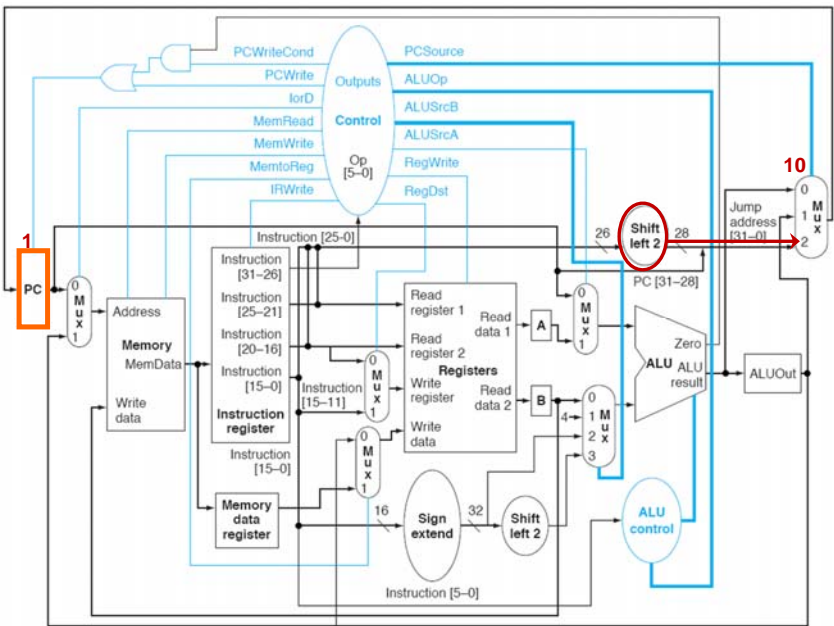 PCWriteCond
PCWrite
IorD
MemRead
MemWrite
MemtoReg
IRWrite
Outputs
Control
Op
[5–0]
PCSource
ALUOp
ALUSrcB
ALUSrcA
RegWrite
RegDst
10
0
1
2
M
u
x
Jump
address
[31–0]
26
Shift
left 2
28
Instruction [25-0]
PC [31–28]
1
PC
0
M
u
x
1
Address
Memory
MemData
Write
data
Instruction
[31–26]
Instruction
[25–21]
Instruction
[20–16]
Instruction
[15–0]
Instruction
register
Instruction
[15–0]
Memory
data
register
Instruction
[15–11]
0
M
u
x
1
0
M
u
x
1
Read
register 1
Read
register 2
Registers
Write
register
Write
data
Read
data 1
Read
data 2
A
B
0
M
u
x
1
4
0
1
2
3
M
u
x
Zero
ALU
ALU
result
ALUOut
16
Sign
extend
32
Shift
left 2
ALU
control
Instruction [5–0]